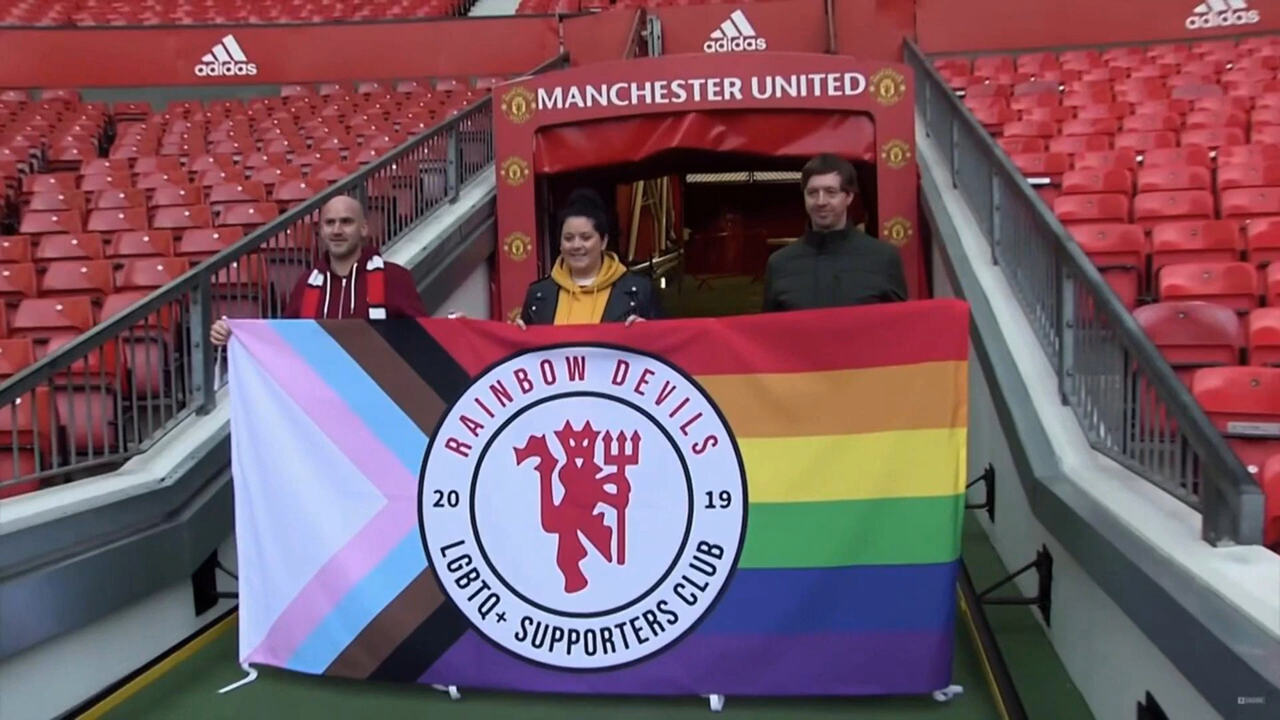 adidas
adidas
adidas
MANCHESTER UNITED
RAINBOW DEVILS
20 19
LGBTQ+ SUPPORTERS CLUB